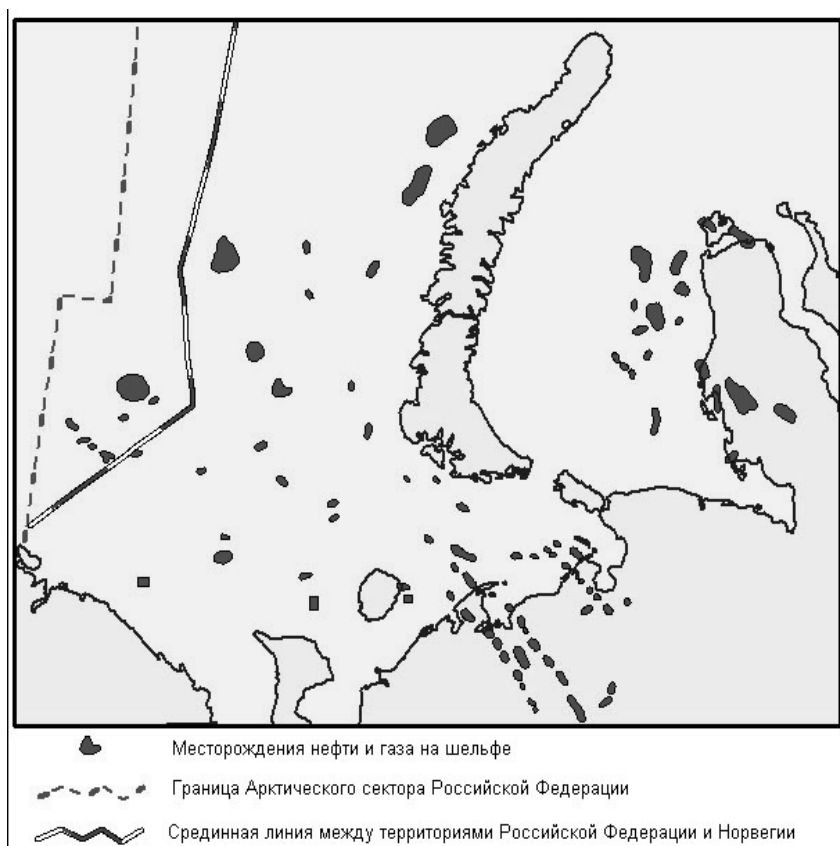 Месторождения нефти и газа на шельфе
Граница Арктического сектора Российской Федерации
Срединная линия между территориями Российской Федерации и Норвегии